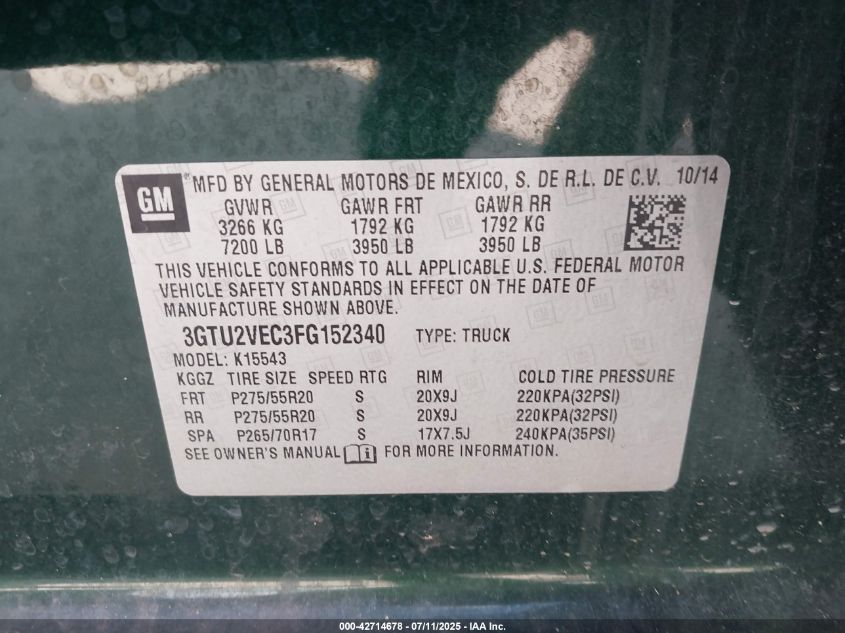 GM ® MFD BY GENERAL MOTORS DE MEXICO, S. DE R.L. DE C.V. 10/14
GVWR GAWR FRT GAWR RR
3266 KG 1792 KG 1792 KG
7200 LB 3950 LB 3950 LB
THIS VEHICLE CONFORMS TO ALL APPLICABLE U.S. FEDERAL MOTOR
VEHICLE SAFETY STANDARDS IN EFFECT ON THE DATE OF
MANUFACTURE SHOWN ABOVE.
3GTU2VEC3FG152340 TYPE: TRUCK
MODEL: K15543
KGGZ TIRE SIZE SPEED RTG RIM COLD TIRE PRESSURE
FRT P275/55R20 S 20X9J 220KPA(32PSI)
RR P275/55R20 S 20X9J 220KPA(32PSI)
SPA P265/70R17 S 17X7.5J 240KPA(35PSI)
SEE OWNER'S MANUAL i FOR MORE INFORMATION.
000-42714678 - 07/11/2025 - IAA Inc.